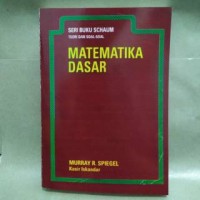 SERI BUKU SCHAUM
TEORI DAN SOAL-SOAL
MATEMATIKA
DASAR
MURRAY R. SPIEGEL
Kasir Iskandar